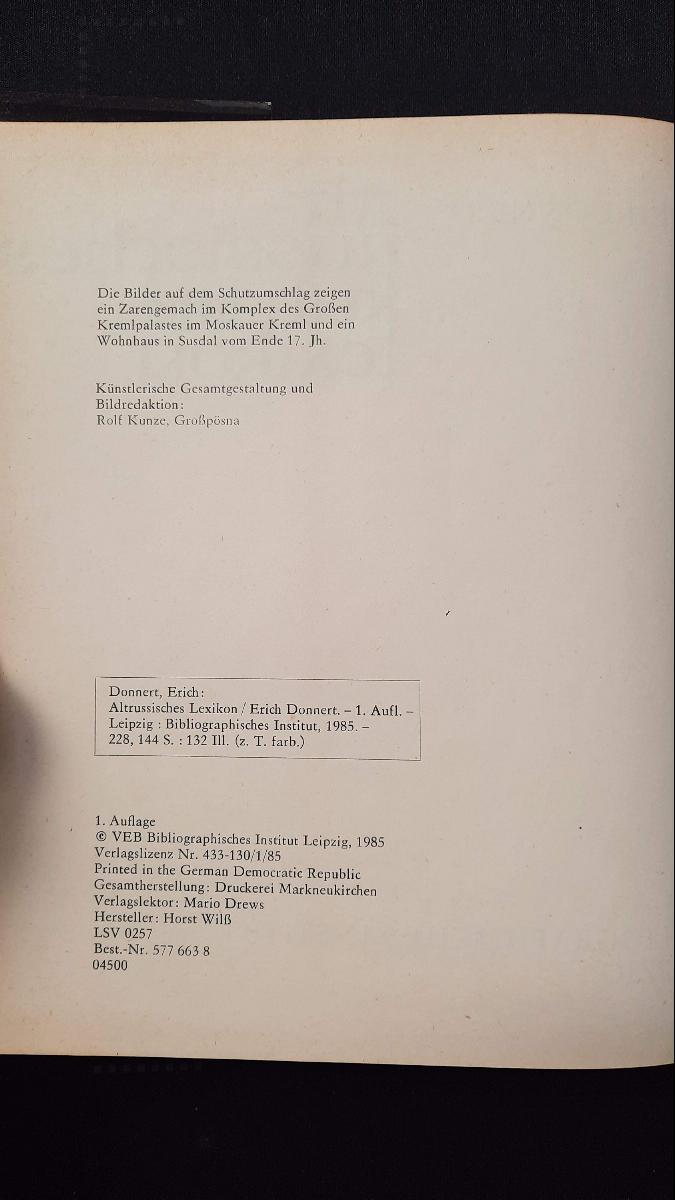 Die Bilder auf dem Schutzumschlag zeigen
ein Zarengemach im Komplex des Großen
Kremlpalastes im Moskauer Kreml und ein
Wohnhaus in Susdal vom Ende 17. Jh.
Künstlerische Gesamtgestaltung und
Bildredaktion:
Rolf Kunze, Großpösna
Donnert, Erich:
Altrussisches Lexikon / Erich Donnert. – 1. Aufl. –
Leipzig : Bibliographisches Institut, 1985. –
228, 144 S. : 132 Ill. (z. T. farb.)
1. Auflage
© VEB Bibliographisches Institut Leipzig, 1985
Verlagslizenz Nr. 433-130/1/85
Printed in the German Democratic Republic
Gesamtherstellung: Druckerei Markneukirchen
Verlagslektor: Mario Drews
Hersteller: Horst Wilß
LSV 0257
Best.-Nr. 577 663 8
04500